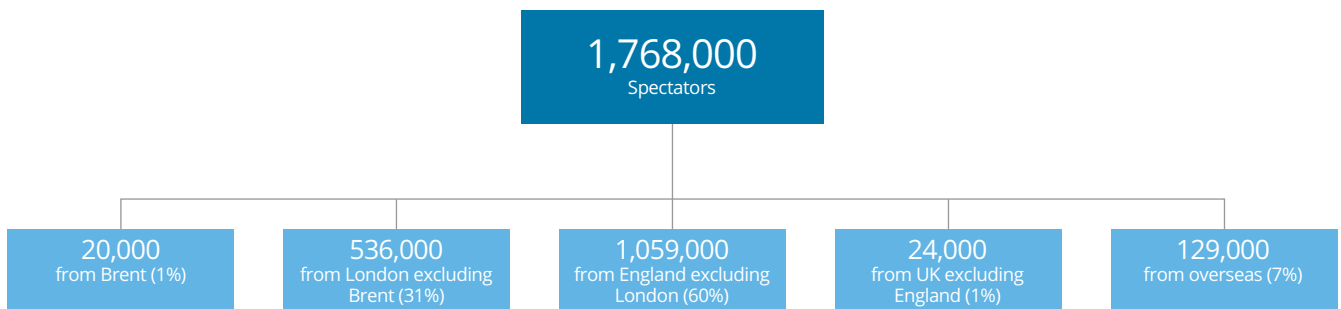 1,768,000
Spectators
20,000
from Brent (1%)
536,000
from London excluding
Brent (31%)
1,059,000
from England excluding
London (60%)
24,000
from UK excluding
England (1%)
129,000
from overseas (7%)